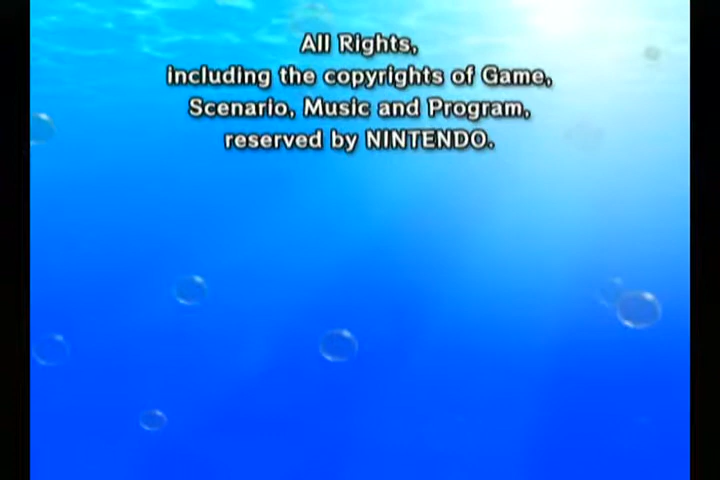 All Rights,
including the copyrights of Game,
Scenario, Music and Program,
reserved by NINTENDO.